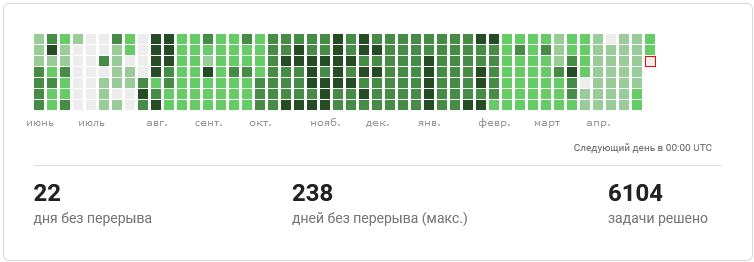 июнь июль авг. сент. окт. нояб. дек. янв. февр. март апр.
Следующий день в 00:00 UTC
22 238 6104
дня без перерыва дней без перерыва (макс.) задачи решено